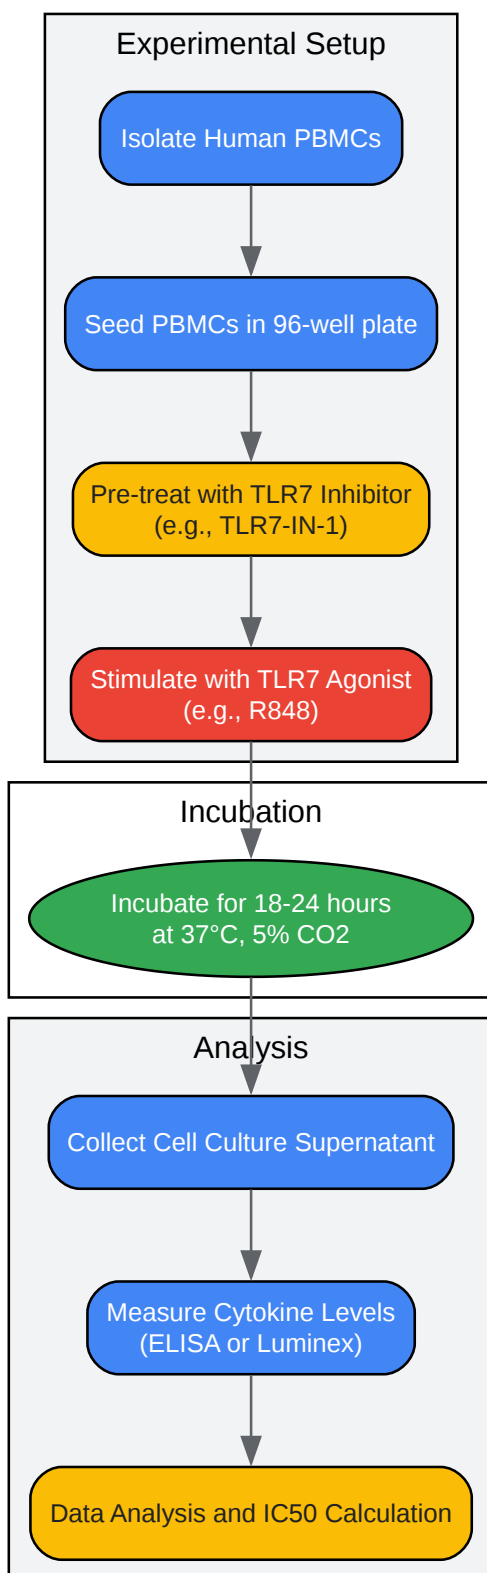 Experimental Setup
Isolate Human PBMCs
Seed PBMCs in 96-well plate
Pre-treat with TLR7 Inhibitor
(e.g., TLR7-IN-1)
Stimulate with TLR7 Agonist
(e.g., R848)
Incubation
Incubate for 18-24 hours
at 37°C, 5% CO2
Analysis
Collect Cell Culture Supernatant
Measure Cytokine Levels
(ELISA or Luminex)
Data Analysis and IC50 Calculation